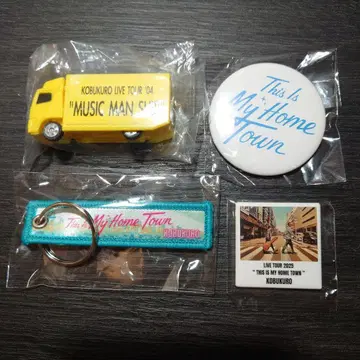 KOBUKURO LIVE TOUR '04
"MUSIC MAN
This Is
My Home
Town
This Is My Home Town
KOBUKURO
LIVE TOUR 2025
" THIS IS MY HOME TOWN "
KOBUKURO